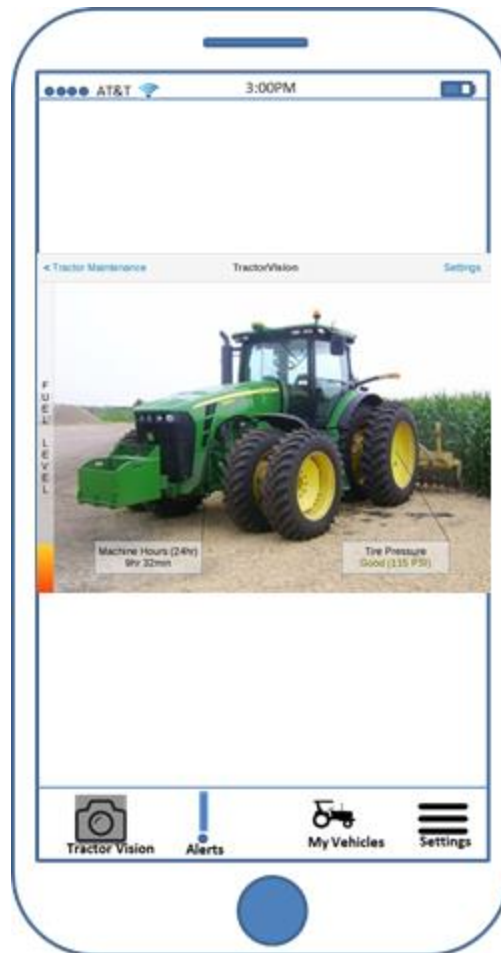 AT&T 3:00PM
< Tractor Maintenance TractorVision Settings
FUEL LEVEL
Machine Hours (24hr)
9hr 32min
Tire Pressure
Good (115 PSI)
Tractor Vision Alerts My Vehicles Settings